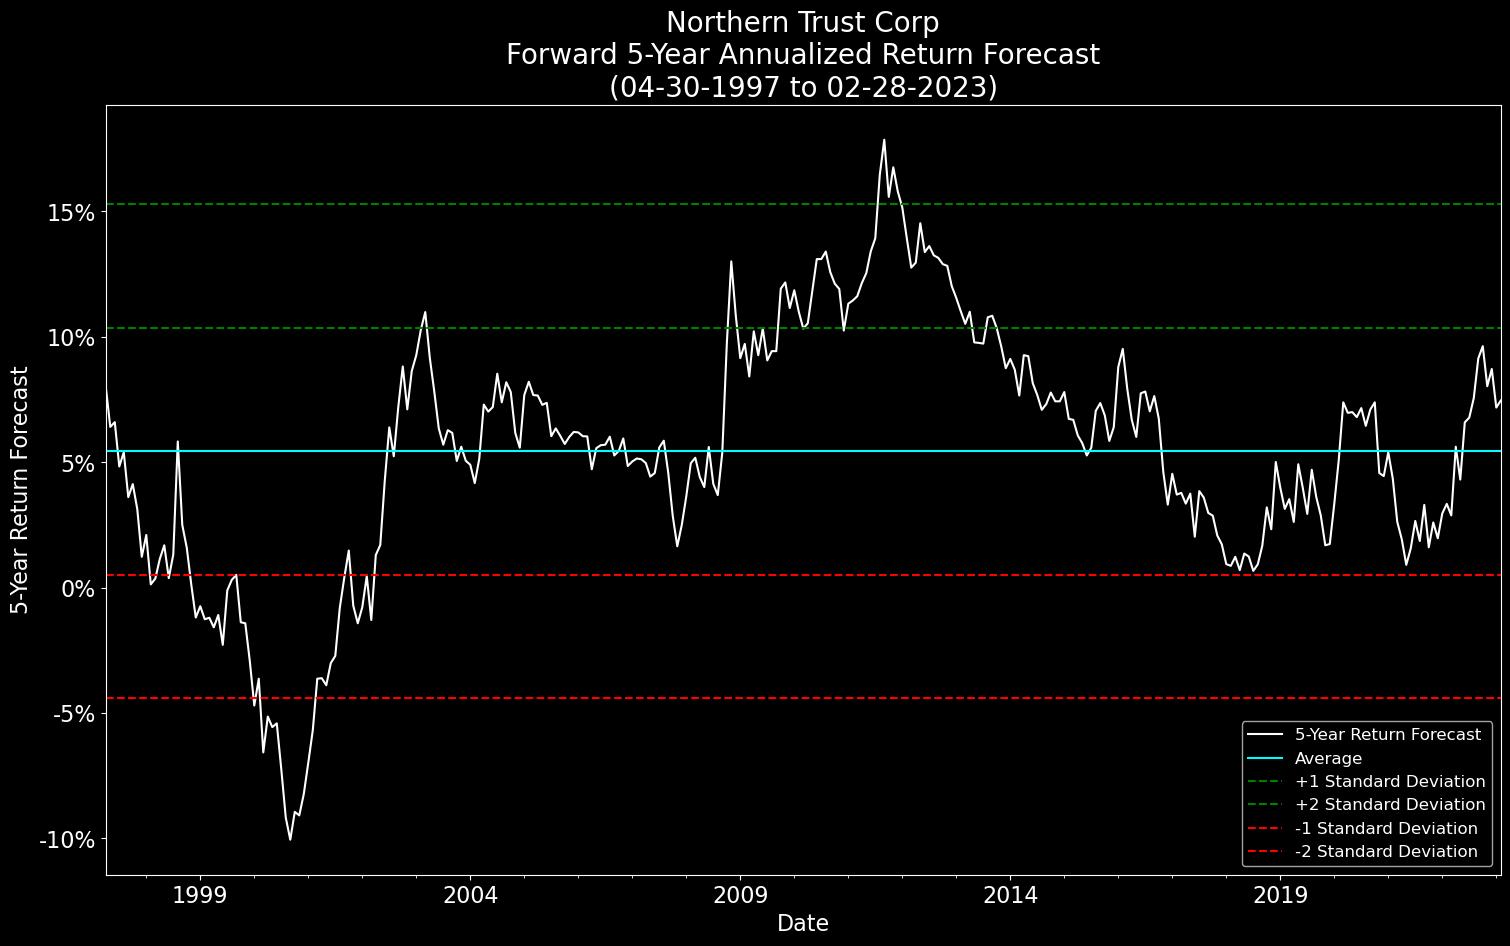 Northern Trust Corp
Forward 5-Year Annualized Return Forecast
(04-30-1997 to 02-28-2023)
5-Year Return Forecast
15%
10%
5%
0%
-5%
-10%
5-Year Return Forecast
Average
+1 Standard Deviation
+2 Standard Deviation
-1 Standard Deviation
-2 Standard Deviation
1999 2004 2009 2014 2019
Date